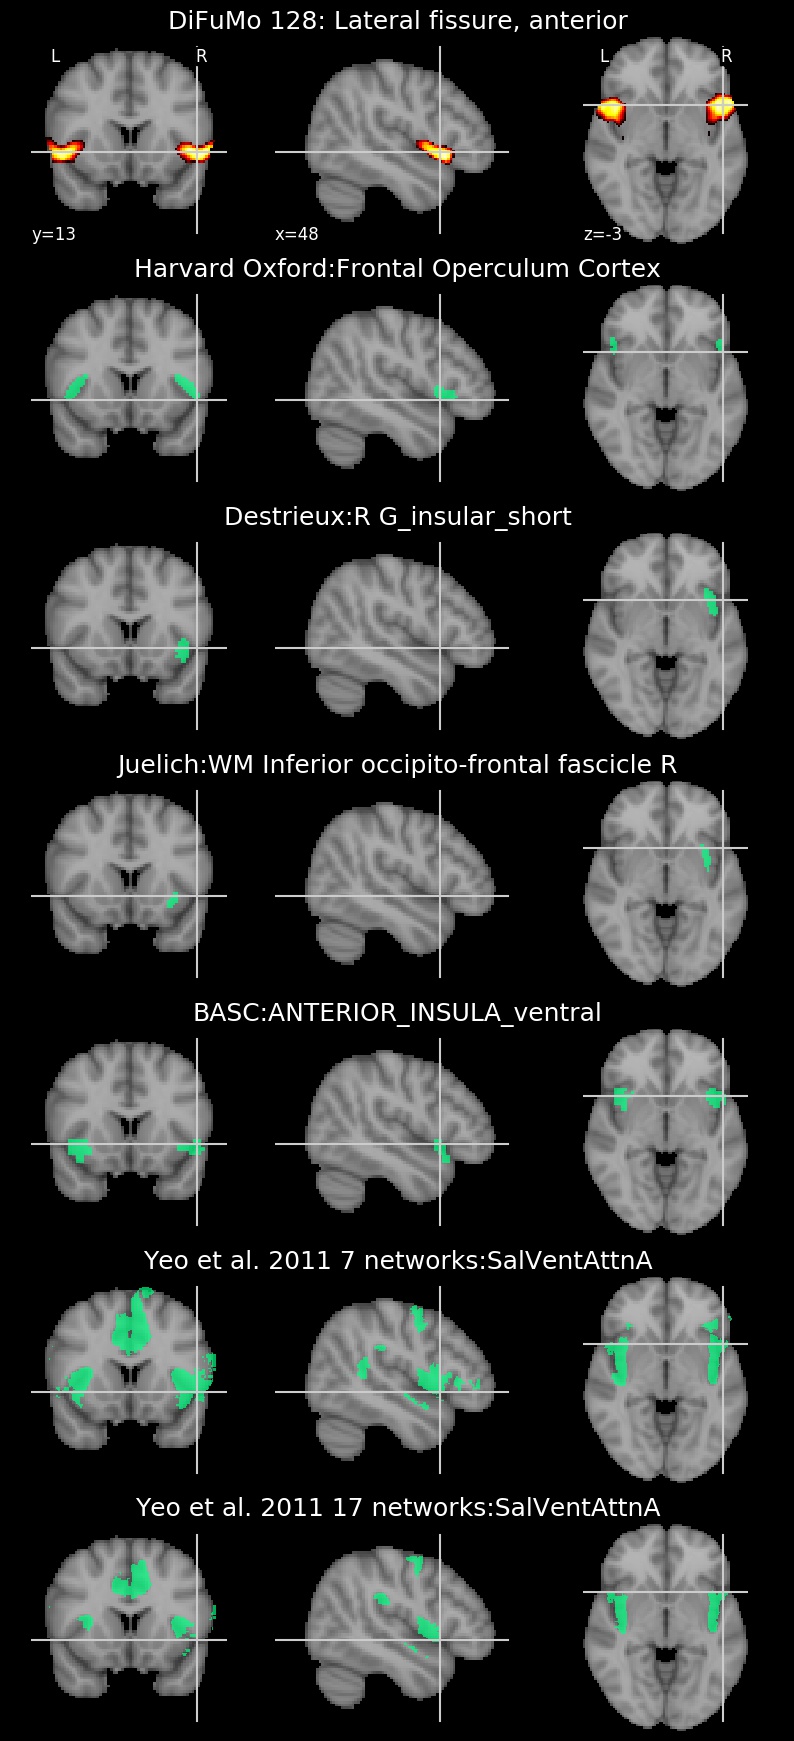 DiFuMo 128: Lateral fissure, anterior
L R L R
y=13 x=48 z=-3
Harvard Oxford:Frontal Operculum Cortex
Destrieux:R G_insular_short
Juelich:WM Inferior occipito-frontal fascicle R
BASC:ANTERIOR_INSULA_ventral
Yeo et al. 2011 7 networks:SalVentAttnA
Yeo et al. 2011 17 networks:SalVentAttnA